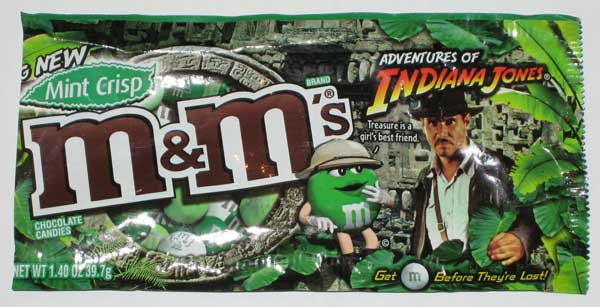 NEW
Mint Crisp
BRAND
m&m's®
CHOCOLATE
CANDIES
NET WT 1.40 OZ 39.7g
ADVENTURES OF
INDIANA JONES®
Treasure is a
girl's best friend.
m
©
Get m Before They're Lost!